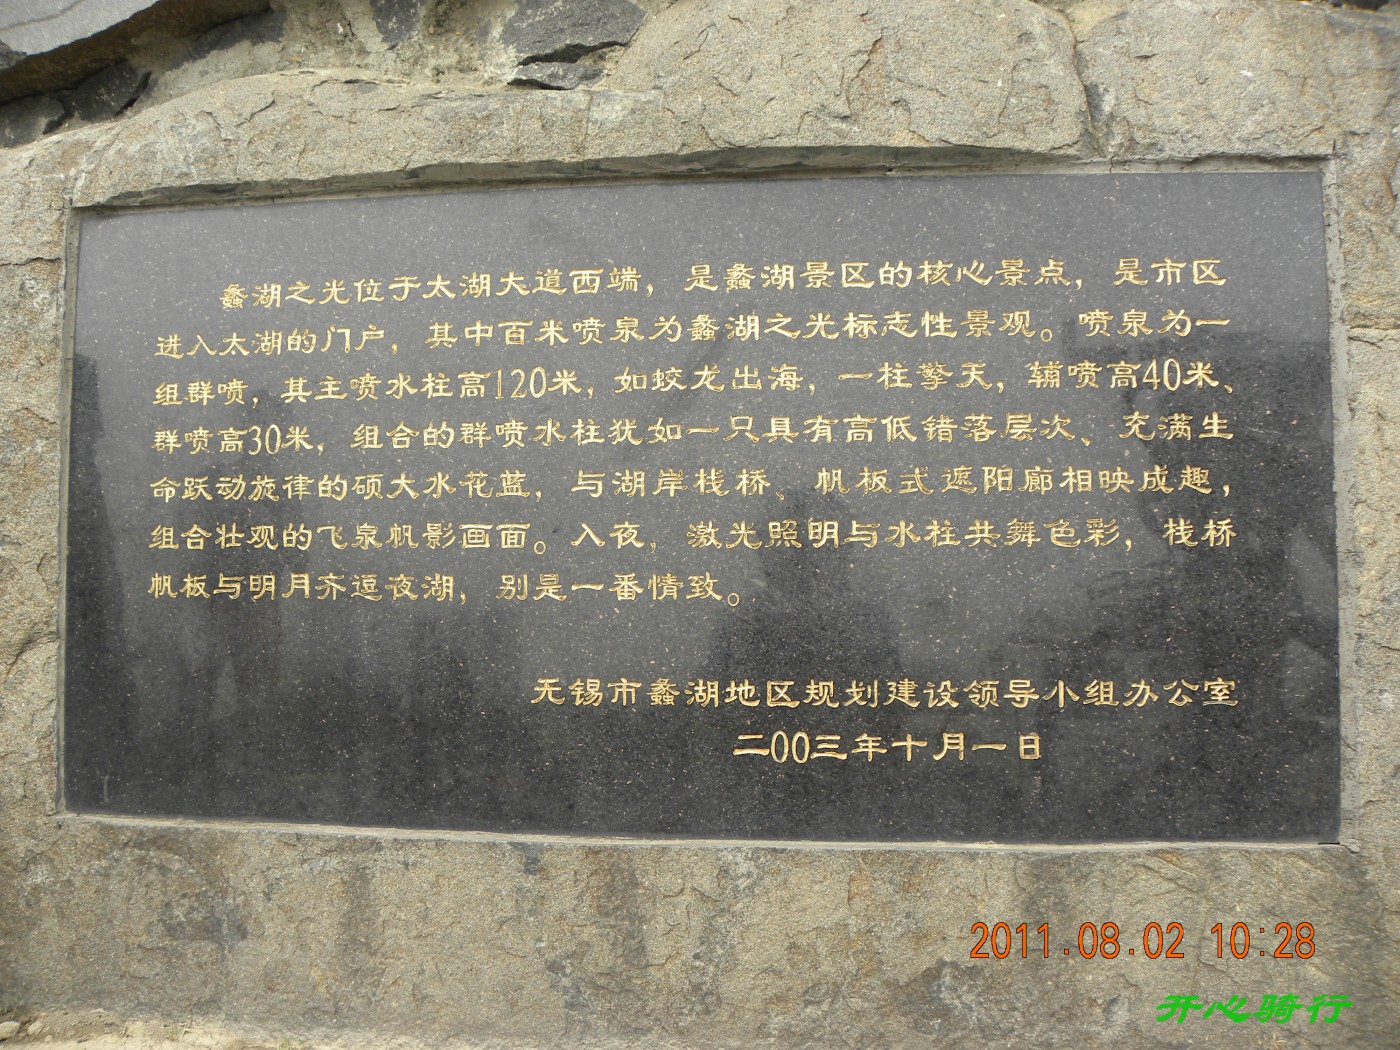 蠡湖之光位于太湖大道西端，是蠡湖景区的核心景点，是市区
进入太湖的门户，其中百米喷泉为蠡湖之光标志性景观。喷泉为一
组群喷，其主喷水柱高120米，如蛟龙出海，一柱擎天，辅喷高40米、
群喷高30米，组合的群喷水柱犹如一只具有高低错落层次、充满生
命跃动旋律的硕大水花蓝，与湖岸栈桥、帆板式遮阳廊相映成趣，
组合壮观的飞泉帆影画面。入夜，激光照明与水柱共舞色彩，栈桥
帆板与明月齐逗夜湖，别是一番情致。
无锡市蠡湖地区规划建设领导小组办公室
二00三年十月一日
2011.08.02 10:28
开心骑行